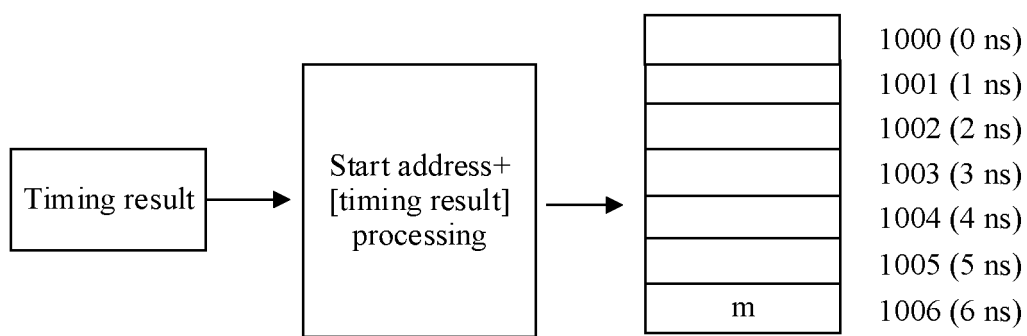 Timing result
Start address+
[timing result]
processing
1000 (0 ns)
1001 (1 ns)
1002 (2 ns)
1003 (3 ns)
1004 (4 ns)
1005 (5 ns)
m
1006 (6 ns)